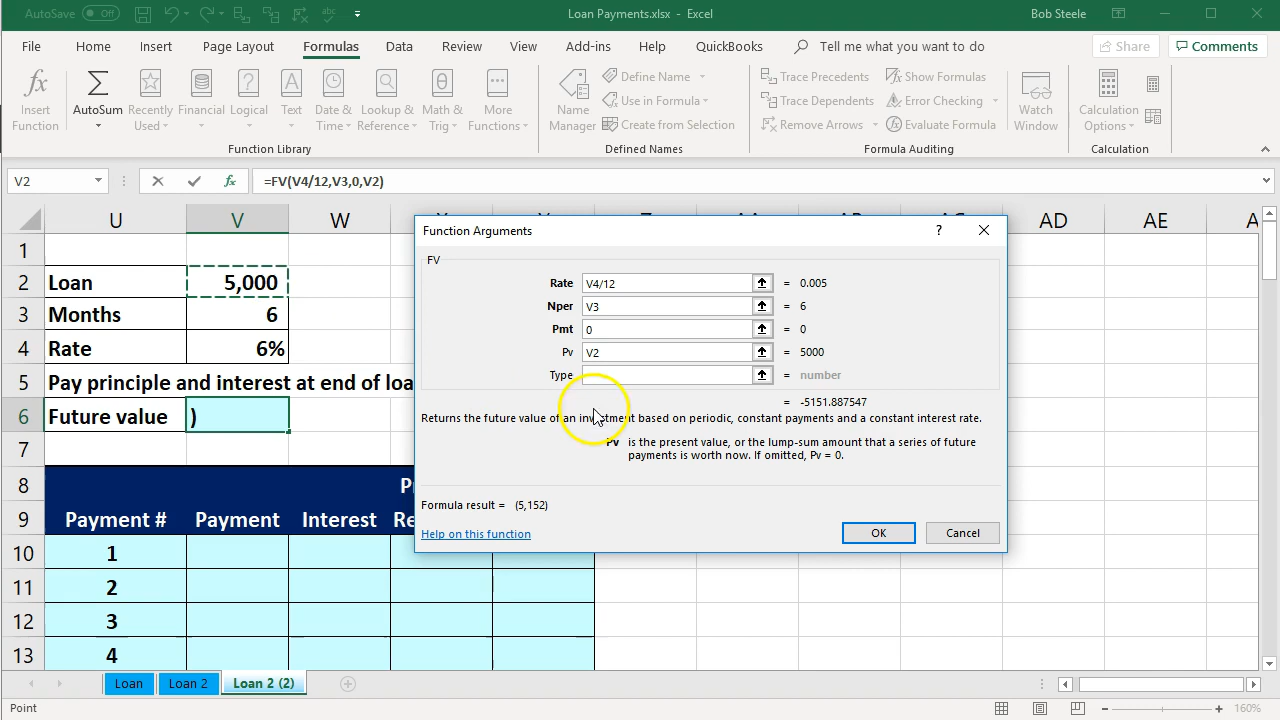 AutoSave Off abc Loan Payments.xlsx - Excel Bob Steele
File Home Insert Page Layout Formulas Data Review View Add-ins Help QuickBooks Tell me what you want to do Share Comments
Insert Function
AutoSum
Recently Used
Financial
Logical
Text
Date & Time
Lookup & Reference
Math & Trig
More Functions
Function Library
Name Manager
Define Name
Use in Formula
Create from Selection
Defined Names
Trace Precedents
Trace Dependents
Remove Arrows
Show Formulas
Error Checking
Evaluate Formula
Watch Window
Formula Auditing
Calculation Options
Calculation
V2 fx =FV(V4/12,V3,0,V2)
U V W AD AE
1
2 Loan 5,000
3 Months 6
4 Rate 6%
5 Pay principle and interest at end of loa
6 Future value )
7
8
9 Payment # Payment Interest
10 1
11 2
12 3
13 4
Function Arguments ?
FV
Rate V4/12 = 0.005
Nper V3 = 6
Pmt 0 = 0
Pv V2 = 5000
Type = number
= -5151.887547
Returns the future value of an investment based on periodic, constant payments and a constant interest rate.
Pv is the present value, or the lump-sum amount that a series of future
payments is worth now. If omitted, Pv = 0.
Formula result = (5,152)
Help on this function OK Cancel
Loan Loan 2 Loan 2 (2)
Point 160%